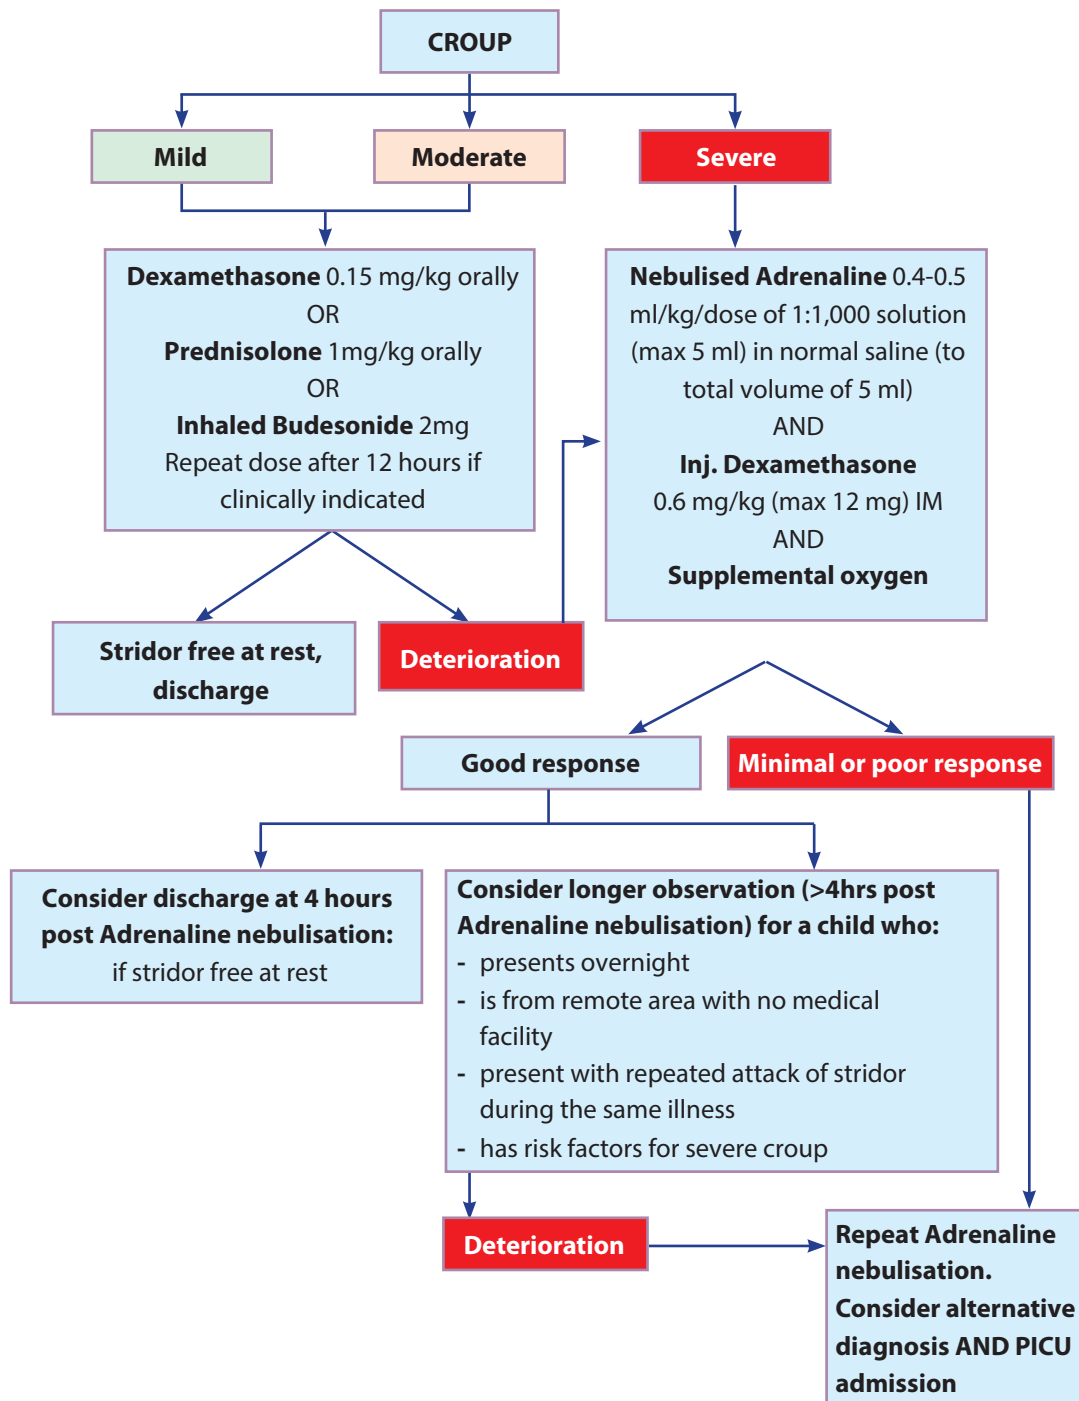 CROUP
Mild
Moderate
Severe
Dexamethasone 0.15 mg/kg orally
OR
Prednisolone 1mg/kg orally
OR
Inhaled Budesonide 2mg
Repeat dose after 12 hours if
clinically indicated
Nebulised Adrenaline 0.4-0.5
ml/kg/dose of 1:1,000 solution
(max 5 ml) in normal saline (to
total volume of 5 ml)
AND
Inj. Dexamethasone
0.6 mg/kg (max 12 mg) IM
AND
Supplemental oxygen
Stridor free at rest,
discharge
Deterioration
Good response
Minimal or poor response
Consider discharge at 4 hours
post Adrenaline nebulisation:
if stridor free at rest
Consider longer observation (>4hrs post
Adrenaline nebulisation) for a child who:
- presents overnight
- is from remote area with no medical
facility
- present with repeated attack of stridor
during the same illness
- has risk factors for severe croup
Deterioration
Repeat Adrenaline
nebulisation.
Consider alternative
diagnosis AND PICU
admission